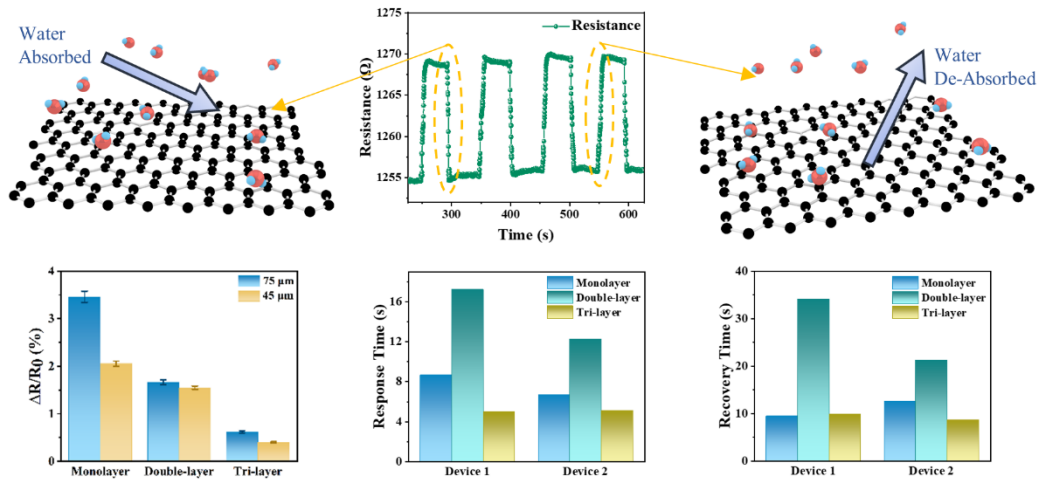 Water
Absorbed
Resistance (Ω)
1275
1270
1265
1260
1255
Resistance
300 400 500 600
Time (s)
Water
De-Absorbed
ΔR/R0 (%)
4
3
2
1
0
75 μm
45 μm
Monolayer Double-layer Tri-layer
Response Time (s)
16
12
8
4
0
Monolayer
Double-layer
Tri-layer
Device 1 Device 2
Recovery Time (s)
40
30
20
10
0
Monolayer
Double-layer
Tri-layer
Device 1 Device 2